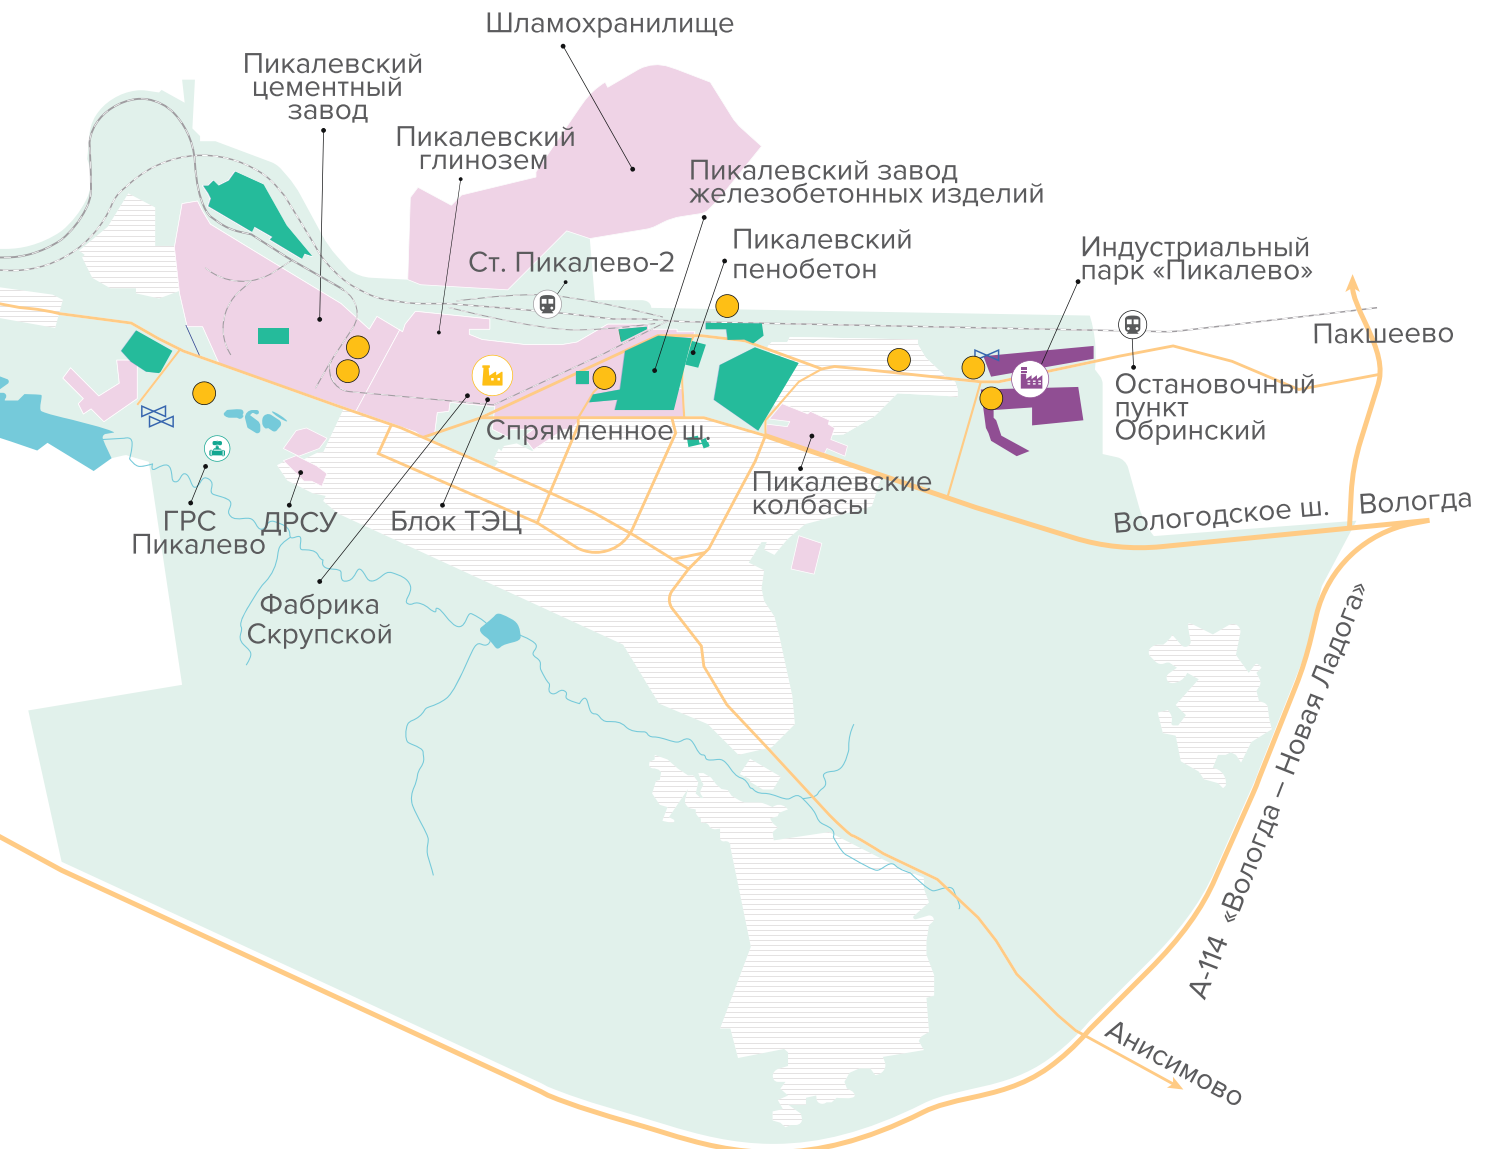 Шламохранилище
Пикалевский
цементный
завод
Пикалевский
глинозем
Пикалевский завод
железобетонных изделий
Пикалевский
пенобетон
Ст. Пикалево-2
Индустриальный
парк «Пикалево»
Пакшеево
Остановочный
пункт
Обринский
Спрямленное ш.
Пикалевские
колбасы
Вологодское ш.
Вологда
ГРС
Пикалево
ДРСУ
Блок ТЭЦ
Фабрика
Скрупской
А-114 «Вологда – Новая Ладога»
Анисимово